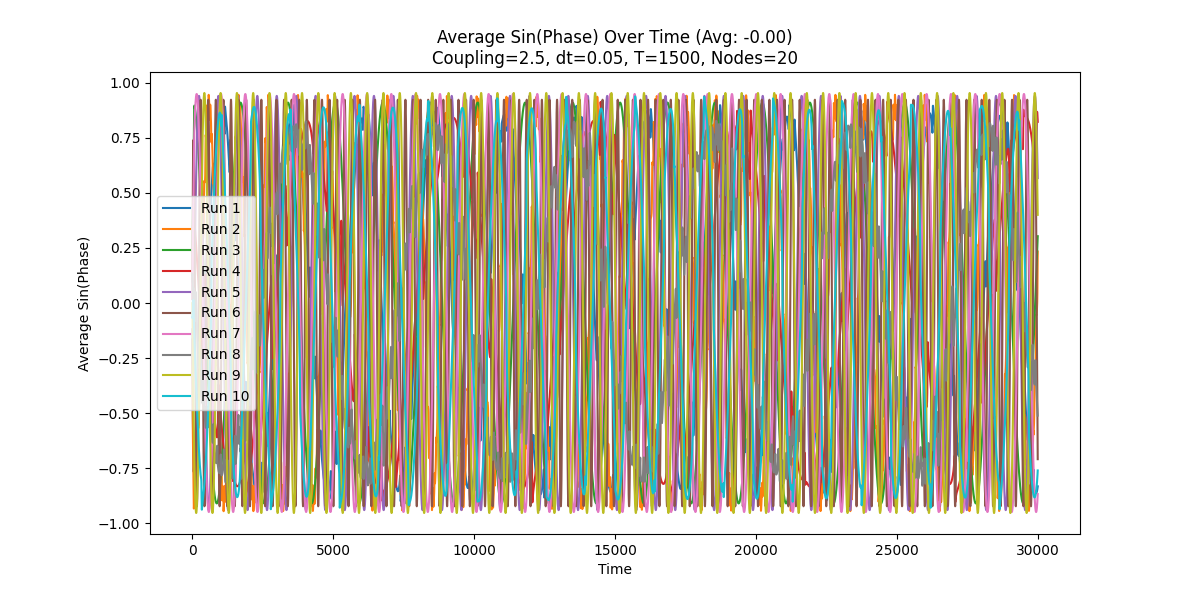 Average Sin(Phase) Over Time (Avg: -0.00)
Coupling=2.5, dt=0.05, T=1500, Nodes=20
1.00
0.75
0.50
0.25
0.00
−0.25
−0.50
−0.75
−1.00
Average Sin(Phase)
Run 1
Run 2
Run 3
Run 4
Run 5
Run 6
Run 7
Run 8
Run 9
Run 10
0 5000 10000 15000 20000 25000 30000
Time